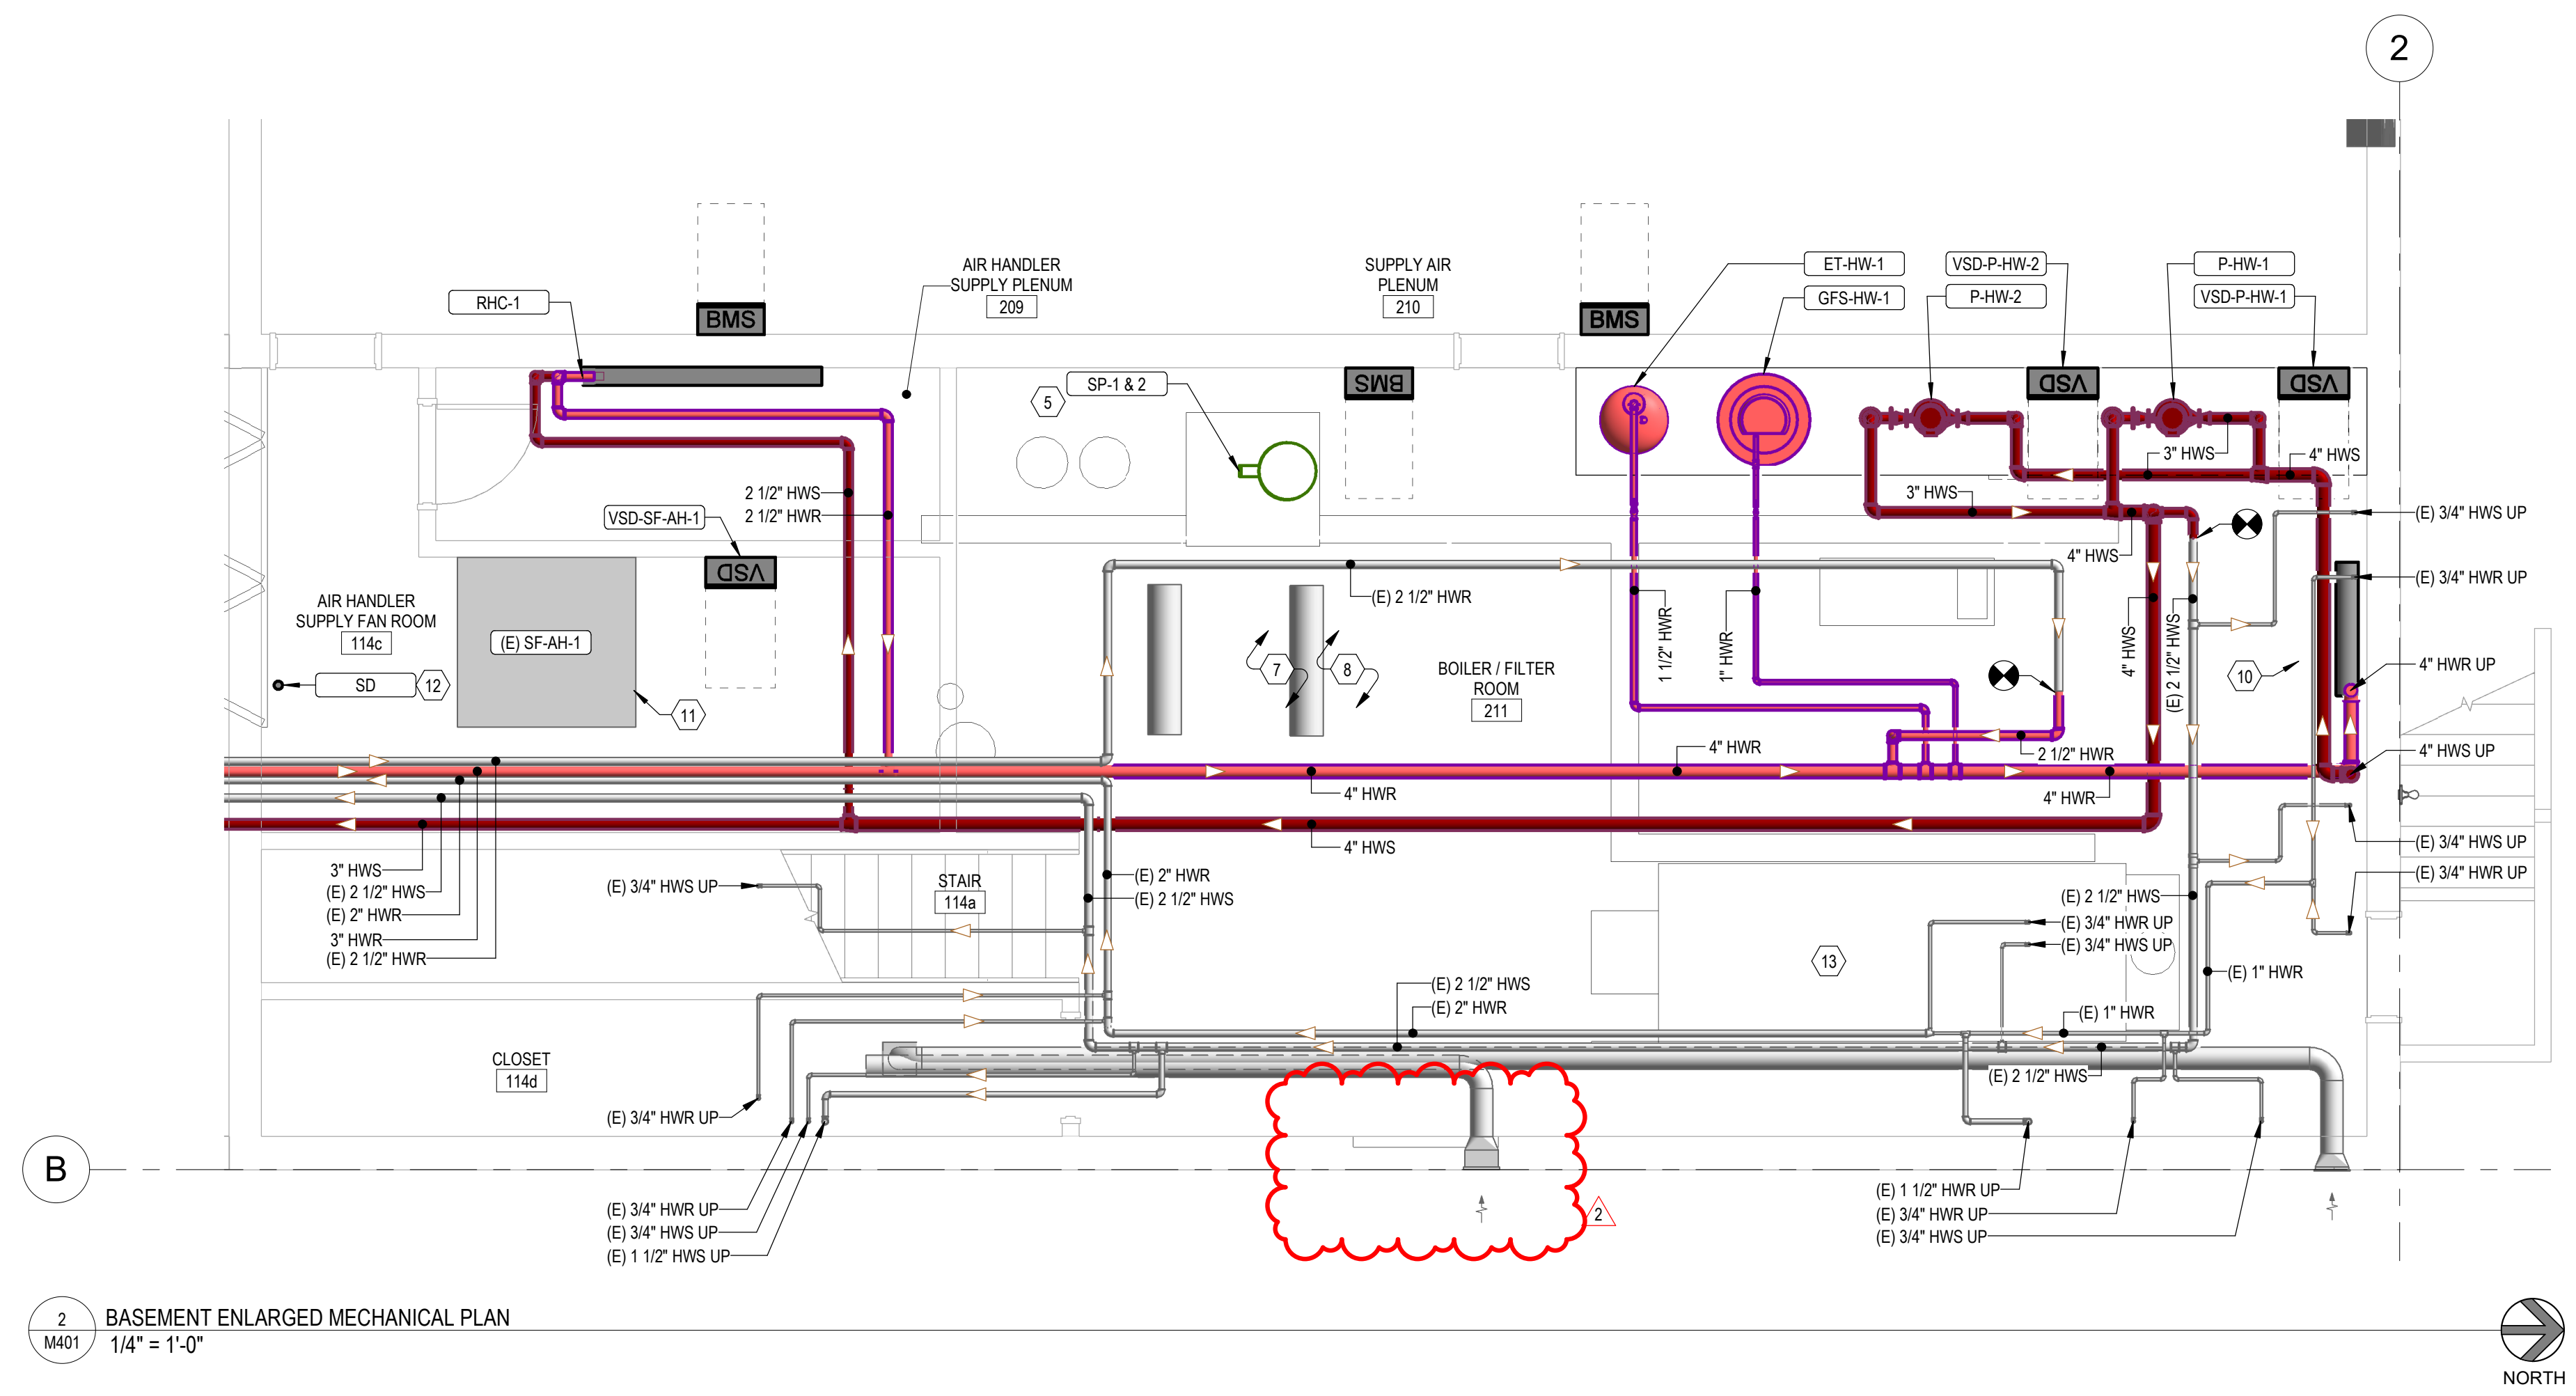 2
AIR HANDLER
SUPPLY PLENUM
209
SUPPLY AIR
PLENUM
210
ET-HW-1
GFS-HW-1
VSD-P-HW-2
P-HW-2
P-HW-1
VSD-P-HW-1
RHC-1
BMS
BMS
BMS
SP-1 & 2
5
VSD
VSD
3" HWS
4" HWS
3" HWS
4" HWS
2 1/2" HWS
2 1/2" HWR
VSD-SF-AH-1
VSD
(E) 3/4" HWS UP
(E) 3/4" HWR UP
(E) 2 1/2" HWR
AIR HANDLER
SUPPLY FAN ROOM
114c
(E) SF-AH-1
SD
12
11
7
8
BOILER / FILTER
ROOM
211
1 1/2" HWR
1" HWR
4" HWS
(E) 2 1/2" HWS
10
4" HWR UP
4" HWS UP
4" HWR
2 1/2" HWR
4" HWR
4" HWR
4" HWS
3" HWS
(E) 2 1/2" HWS
(E) 2" HWR
3" HWR
(E) 2 1/2" HWR
(E) 3/4" HWS UP
STAIR
114a
(E) 2" HWR
(E) 2 1/2" HWS
(E) 3/4" HWS UP
(E) 3/4" HWR UP
(E) 2 1/2" HWS
(E) 3/4" HWR UP
(E) 3/4" HWS UP
13
(E) 1" HWR
(E) 2 1/2" HWS
(E) 2" HWR
(E) 1" HWR
(E) 2 1/2" HWS
CLOSET
114d
(E) 3/4" HWR UP
B
(E) 3/4" HWR UP
(E) 3/4" HWS UP
(E) 1 1/2" HWS UP
2
(E) 1 1/2" HWR UP
(E) 3/4" HWR UP
(E) 3/4" HWS UP
2
M401
BASEMENT ENLARGED MECHANICAL PLAN
1/4" = 1'-0"
NORTH